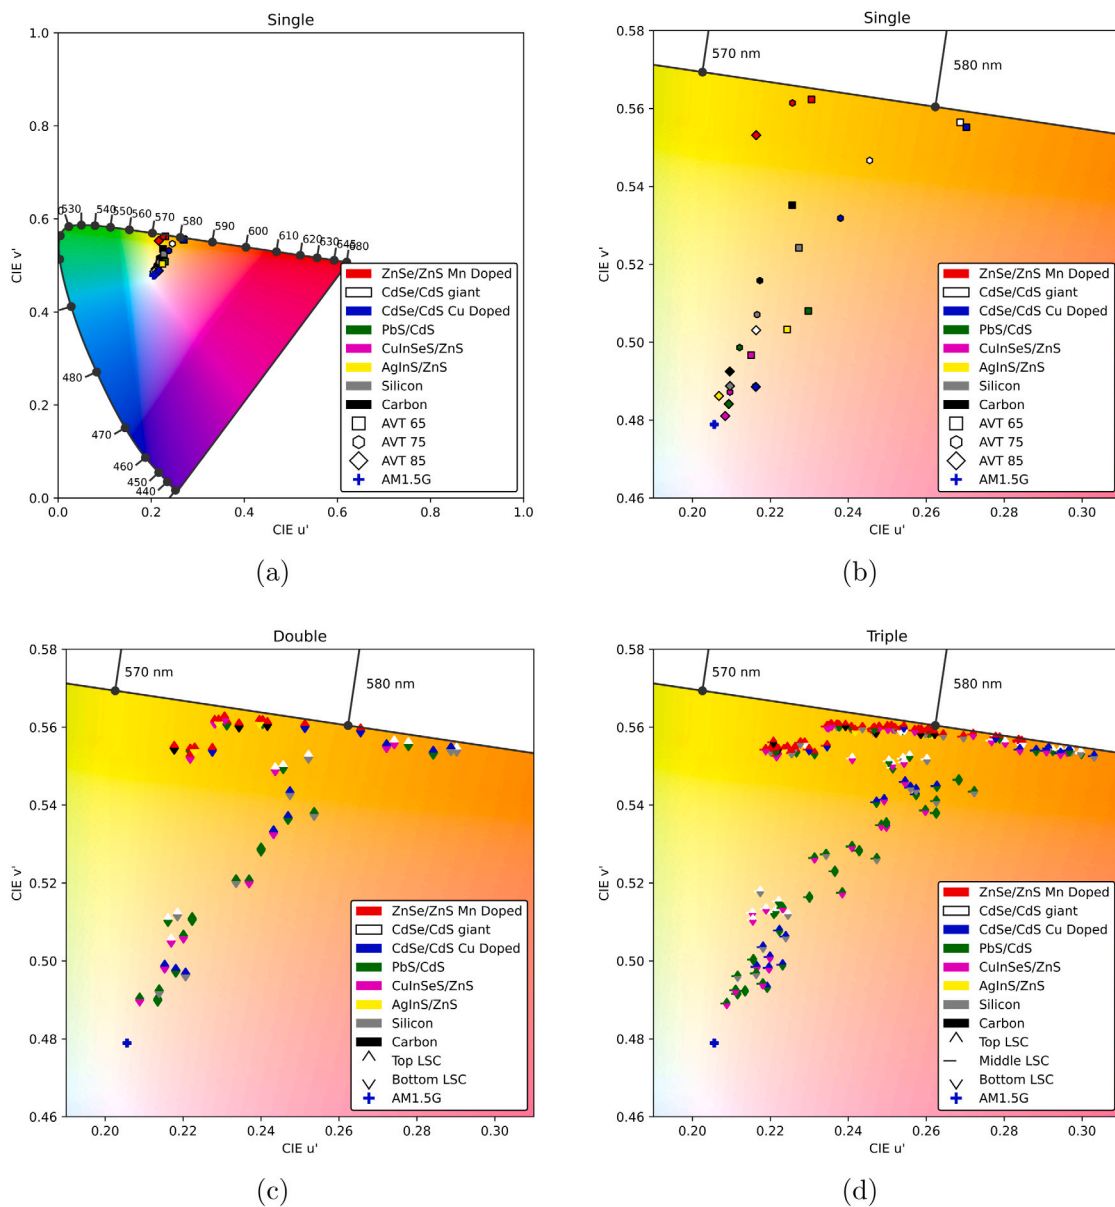 Single
1.0
0.8
0.6
0.4
0.2
0.0
CIE v'
530
540
550
560
570
580
590
600
610
620
630
645
680
480
470
460
450
440
ZnSe/ZnS Mn Doped
CdSe/CdS giant
CdSe/CdS Cu Doped
PbS/CdS
CuInSeS/ZnS
AgInS/ZnS
Silicon
Carbon
AVT 65
AVT 75
AVT 85
AM1.5G
0.0
0.2
0.4
0.6
0.8
1.0
CIE u'
(a)
Single
0.58
0.56
0.54
0.52
0.50
0.48
0.46
CIE v'
570 nm
580 nm
ZnSe/ZnS Mn Doped
CdSe/CdS giant
CdSe/CdS Cu Doped
PbS/CdS
CuInSeS/ZnS
AgInS/ZnS
Silicon
Carbon
AVT 65
AVT 75
AVT 85
AM1.5G
0.20
0.22
0.24
0.26
0.28
0.30
CIE u'
(b)
Double
0.58
0.56
0.54
0.52
0.50
0.48
0.46
CIE v'
570 nm
580 nm
ZnSe/ZnS Mn Doped
CdSe/CdS giant
CdSe/CdS Cu Doped
PbS/CdS
CuInSeS/ZnS
AgInS/ZnS
Silicon
Carbon
Top LSC
Bottom LSC
AM1.5G
0.20
0.22
0.24
0.26
0.28
0.30
CIE u'
(c)
Triple
0.58
0.56
0.54
0.52
0.50
0.48
0.46
CIE v'
570 nm
580 nm
ZnSe/ZnS Mn Doped
CdSe/CdS giant
CdSe/CdS Cu Doped
PbS/CdS
CuInSeS/ZnS
AgInS/ZnS
Silicon
Carbon
Top LSC
Middle LSC
Bottom LSC
AM1.5G
0.20
0.22
0.24
0.26
0.28
0.30
CIE u'
(d)